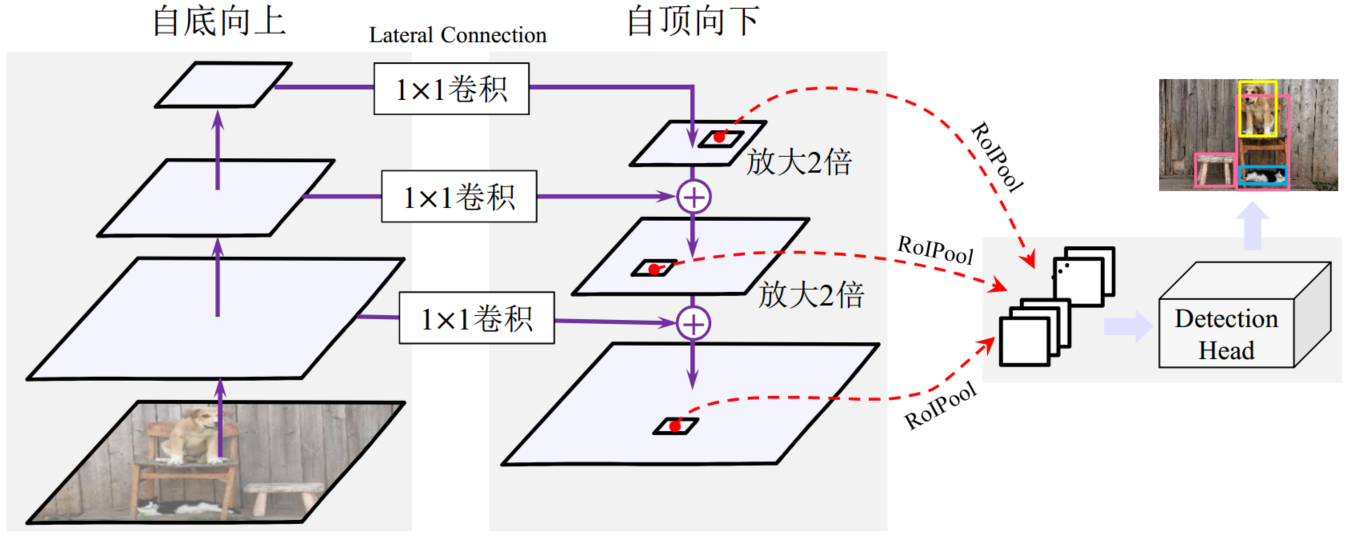 自底向上
Lateral Connection
自顶向下
1×1卷积
RoIPool
放大2倍
1×1卷积
RoIPool
放大2倍
1×1卷积
Detection
Head
RoIPool